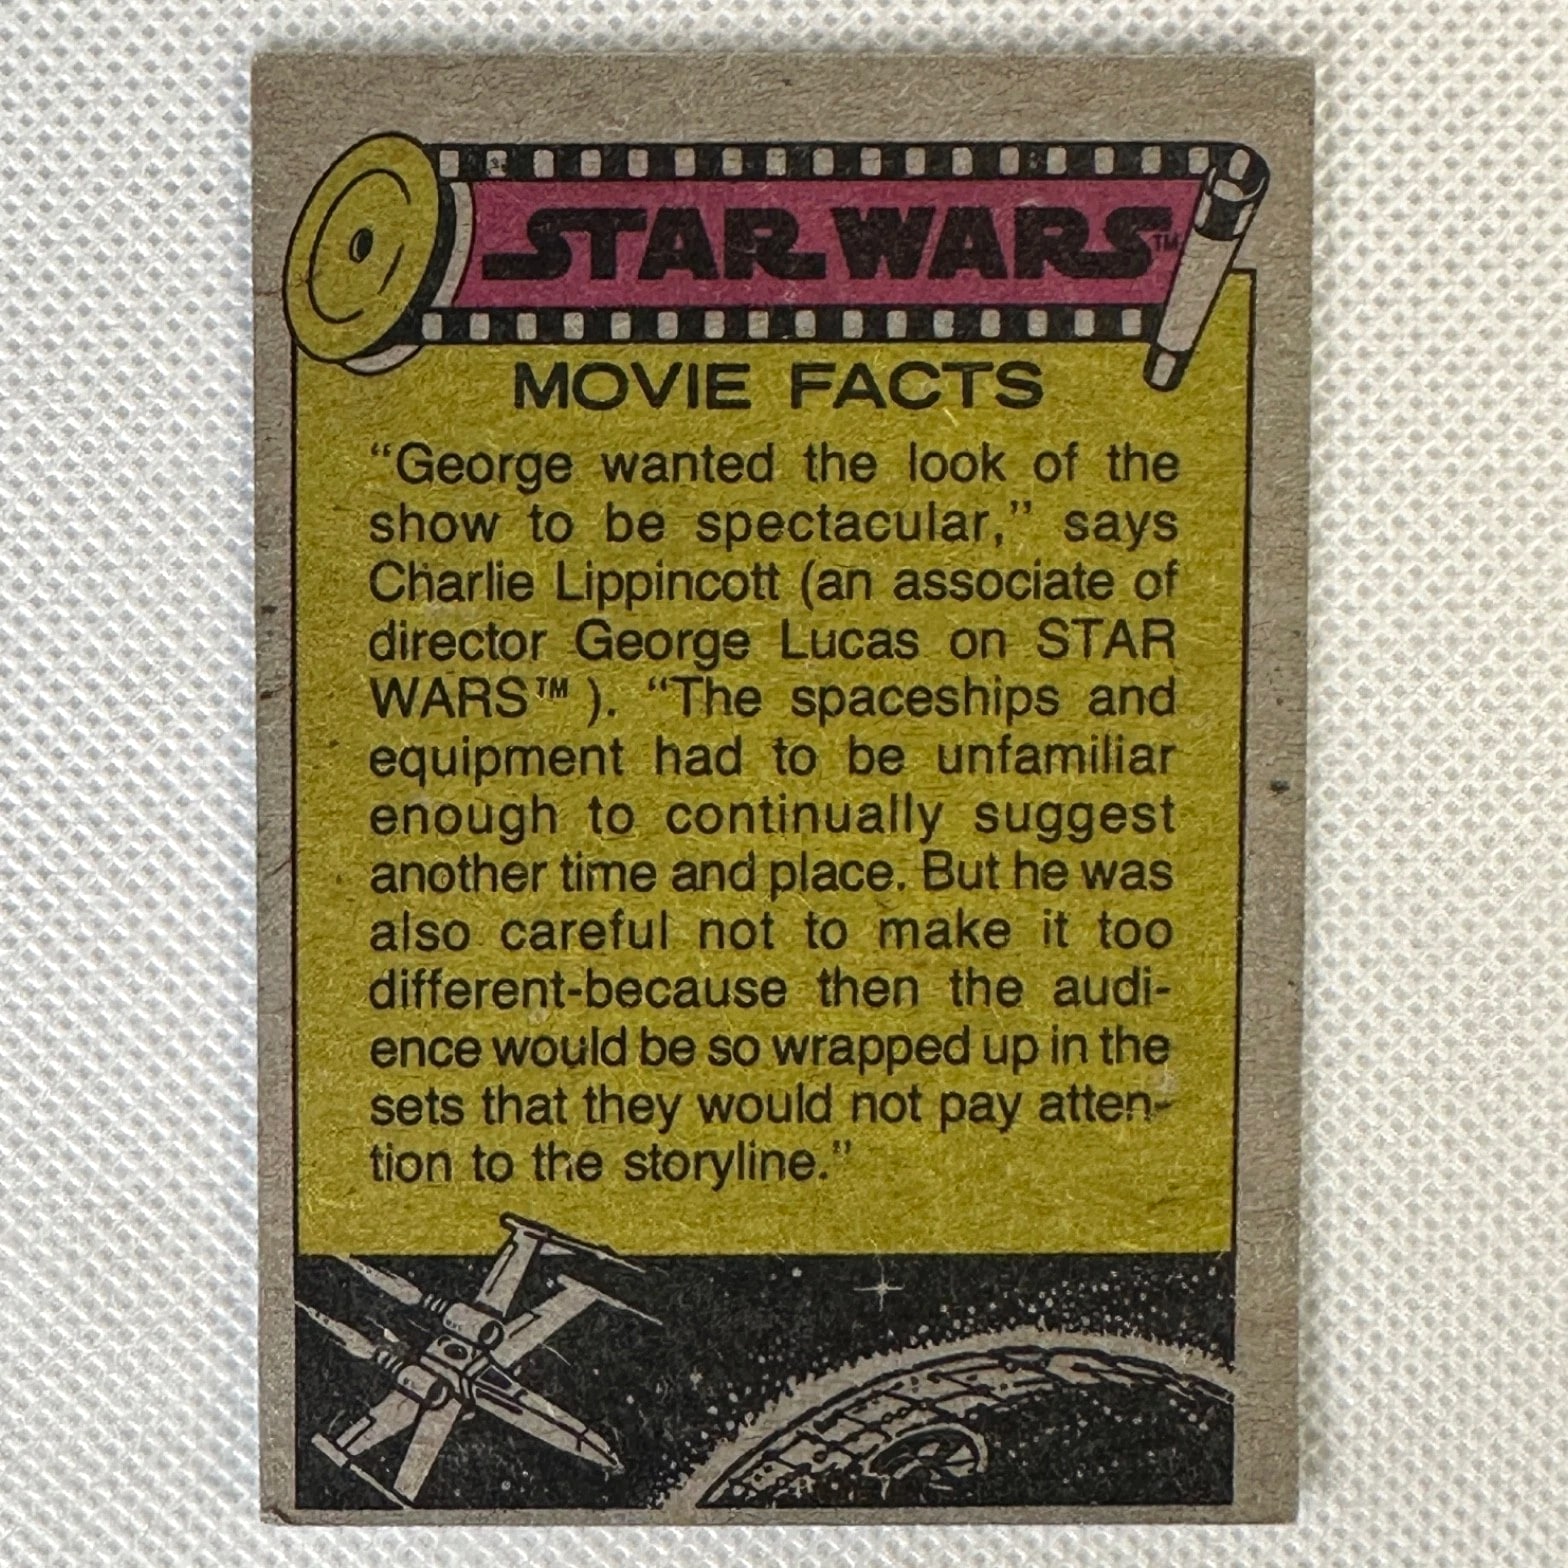 STAR WARS™
MOVIE FACTS
“George wanted the look of the
show to be spectacular,” says
Charlie Lippincott (an associate of
director George Lucas on STAR
WARS™ ). “The spaceships and
equipment had to be unfamiliar
enough to continually suggest
another time and place. But he was
also careful not to make it too
different-because then the audi-
ence would be so wrapped up in the
sets that they would not pay atten-
tion to the storyline.”